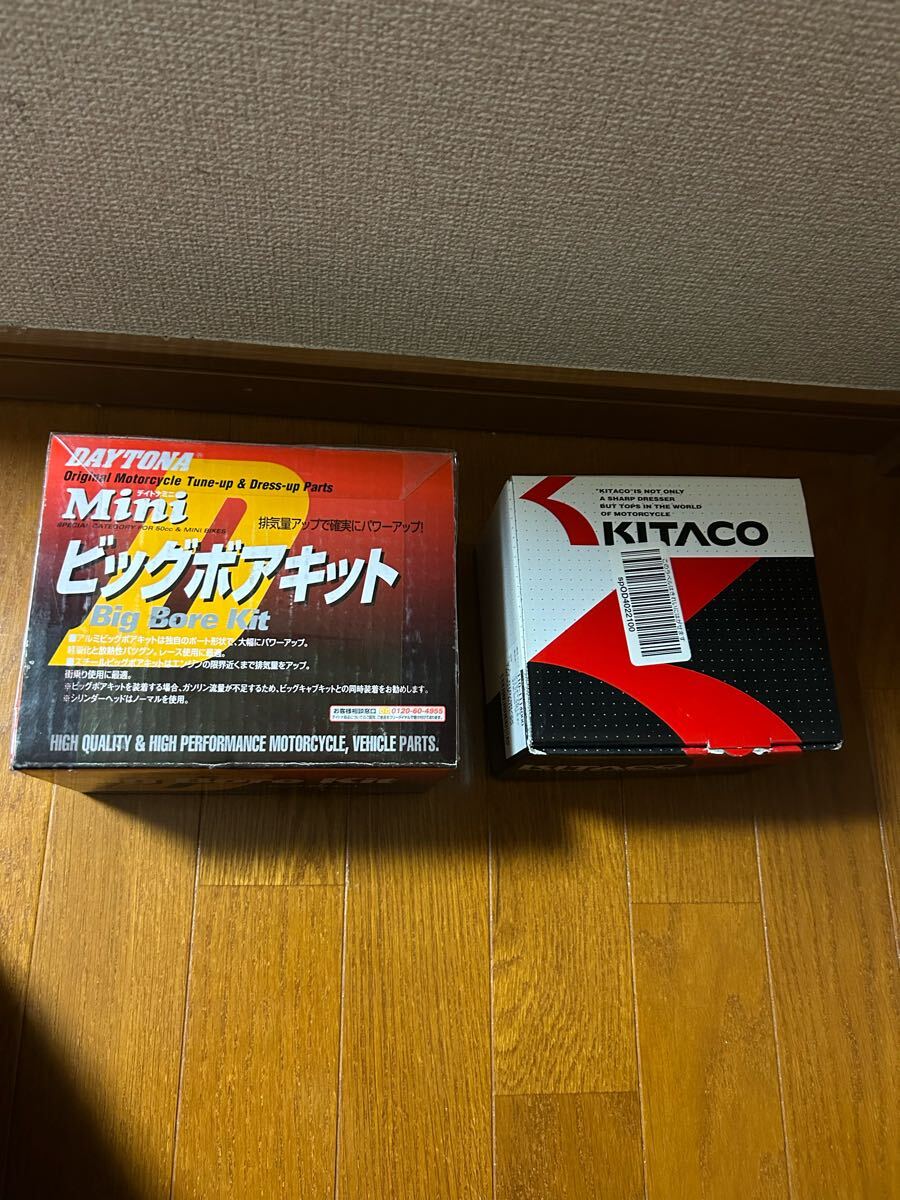 DAYTONA®
Original Motorcycle Tune-up & Dress-up Parts
デイトナミニ
Mini
SPECIAL CATEGORY FOR 50cc & MINI BIKES
排気量アップで確実にパワーアップ!
ビッグボアキット
Big Bore Kit
■アルミビッグボアキットは独自のポート形状で、大幅にパワーアップ。
軽量化と放熱性バツグン、レース使用に最適。
■スチールビッグボアキットはエンジンの限界近くまで排気量をアップ。
街乗り使用に最適。
※ビッグボアキットを装着する場合、ガソリン流量が不足するため、ビッグキャブキットとの同時装着をお勧めします。
※シリンダーヘッドはノーマルを使用。
お客様相談窓口 0120-60-4955
HIGH QUALITY & HIGH PERFORMANCE MOTORCYCLE, VEHICLE PARTS.
"KITACO" IS NOT ONLY
A SHARP DRESSER
BUT TOPS IN THE WORLD
OF MOTORCYCLE
KITACO
spOD4022100
KITACO